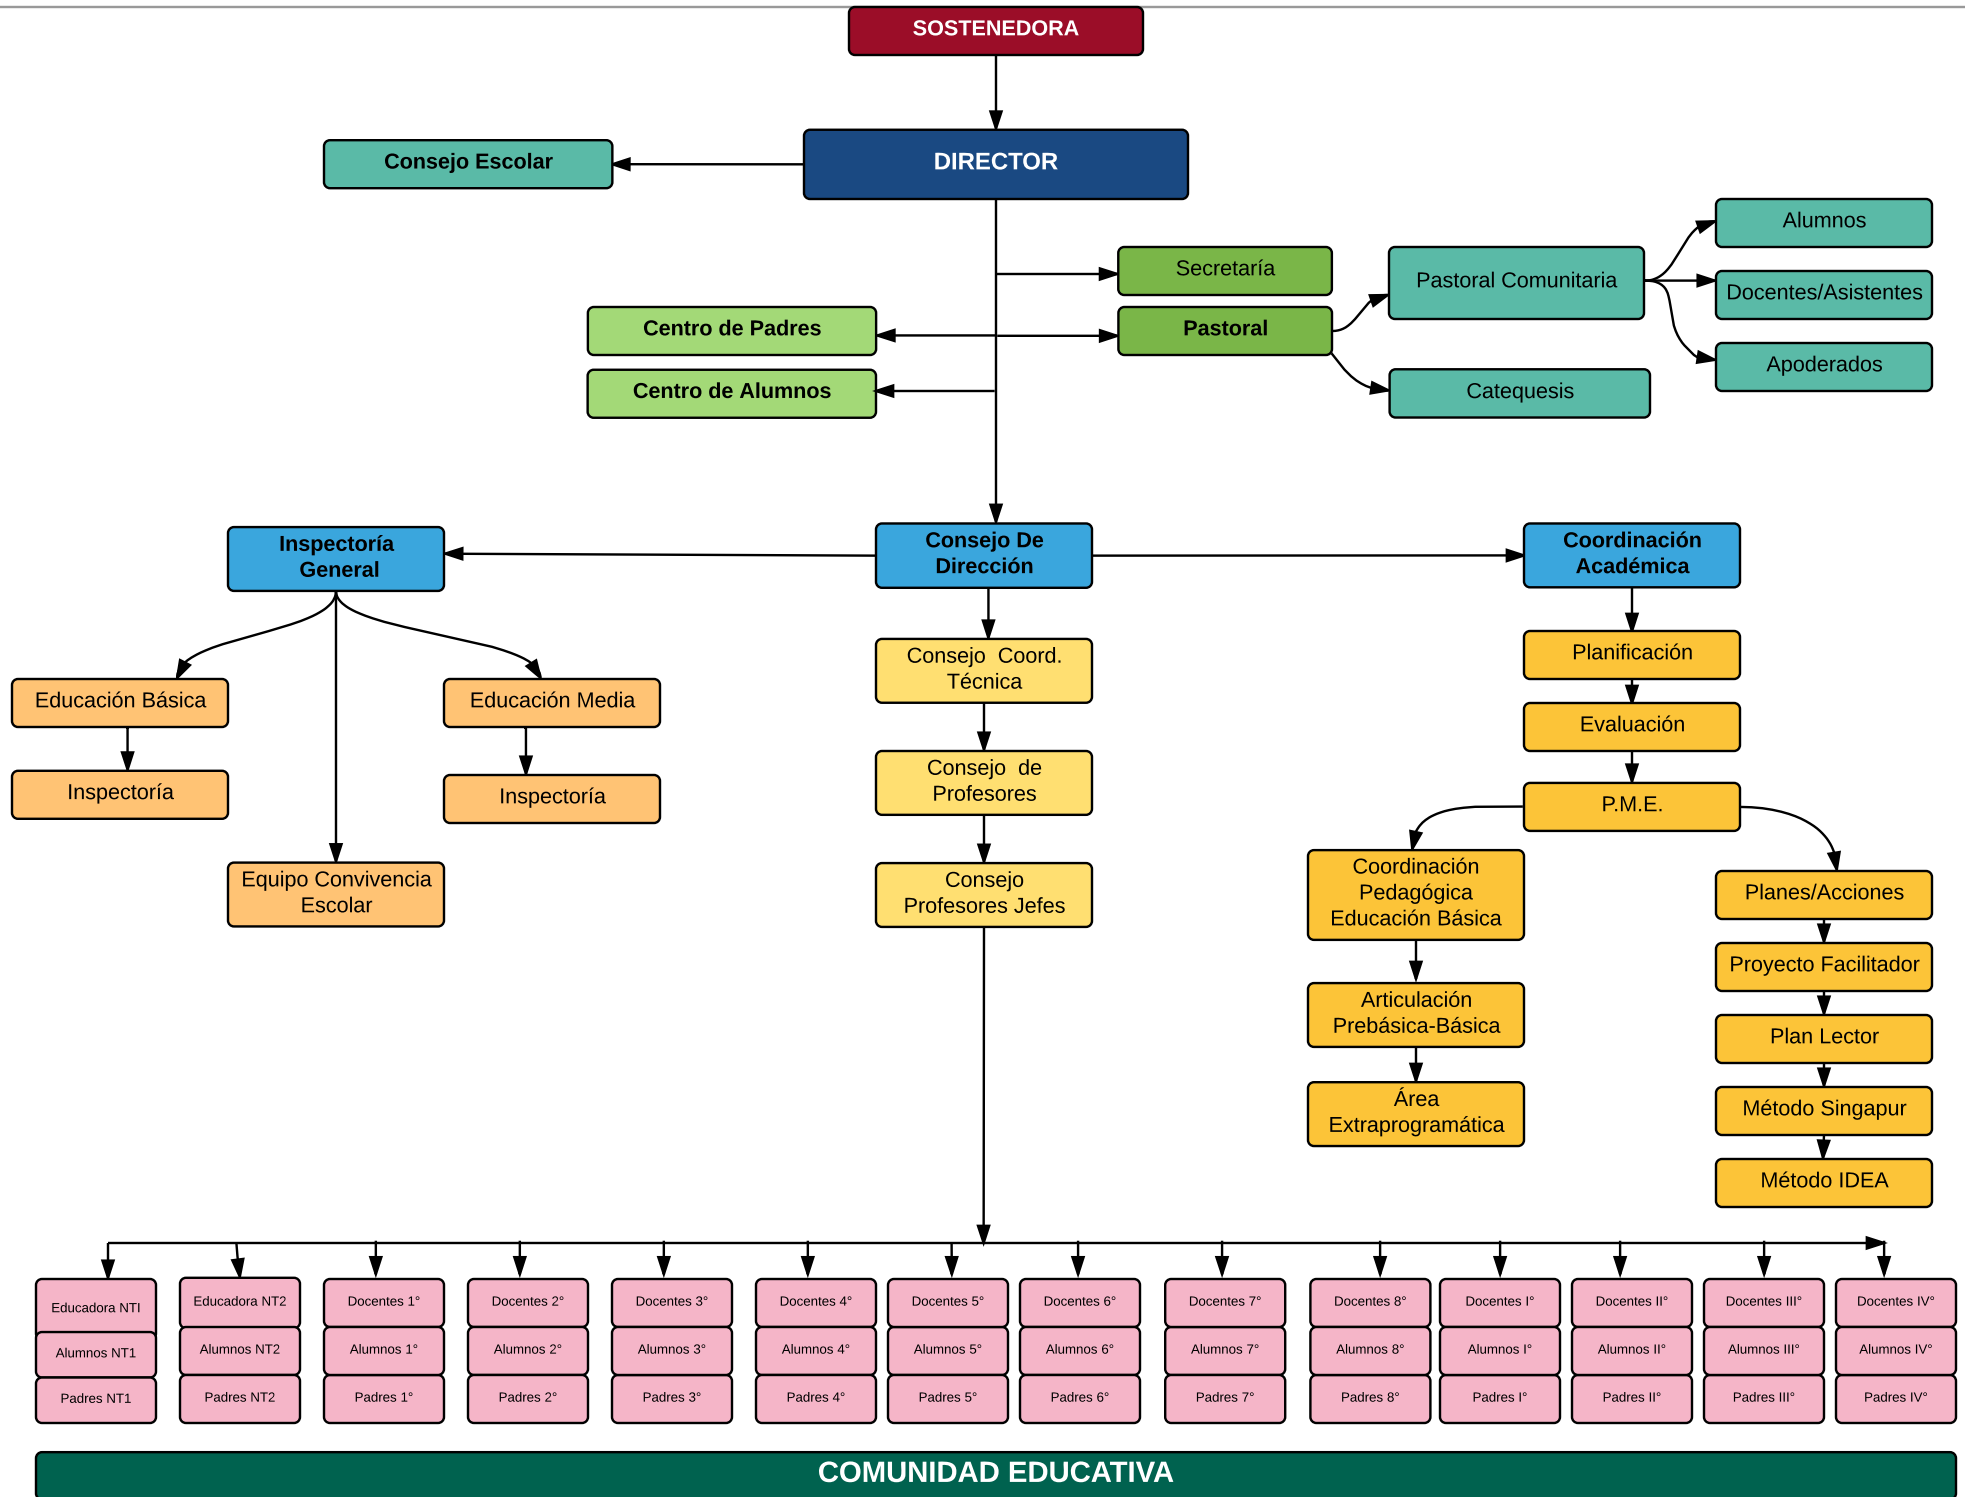 SOSTENEDORA
DIRECTOR
Consejo Escolar
Secretaría
Pastoral
Centro de Padres
Centro de Alumnos
Pastoral Comunitaria
Catequesis
Alumnos
Docentes/Asistentes
Apoderados
Inspectoría
General
Consejo De
Dirección
Coordinación
Académica
Educación Básica
Inspectoría
Educación Media
Inspectoría
Equipo Convivencia
Escolar
Consejo  Coord.
Técnica
Consejo  de
Profesores
Consejo
Profesores Jefes
Planificación
Evaluación
P.M.E.
Coordinación
Pedagógica
Educación Básica
Articulación
Prebásica-Básica
Área
Extraprogramática
Planes/Acciones
Proyecto Facilitador
Plan Lector
Método Singapur
Método IDEA
Educadora NTI
Alumnos NT1
Padres NT1
Educadora NT2
Alumnos NT2
Padres NT2
Docentes 1°
Alumnos 1°
Padres 1°
Docentes 2°
Alumnos 2°
Padres 2°
Docentes 3°
Alumnos 3°
Padres 3°
Docentes 4°
Alumnos 4°
Padres 4°
Docentes 5°
Alumnos 5°
Padres 5°
Docentes 6°
Alumnos 6°
Padres 6°
Docentes 7°
Alumnos 7°
Padres 7°
Docentes 8°
Alumnos 8°
Padres 8°
Docentes I°
Alumnos I°
Padres I°
Docentes II°
Alumnos II°
Padres II°
Docentes III°
Alumnos III°
Padres III°
Docentes IV°
Alumnos IV°
Padres IV°
COMUNIDAD EDUCATIVA